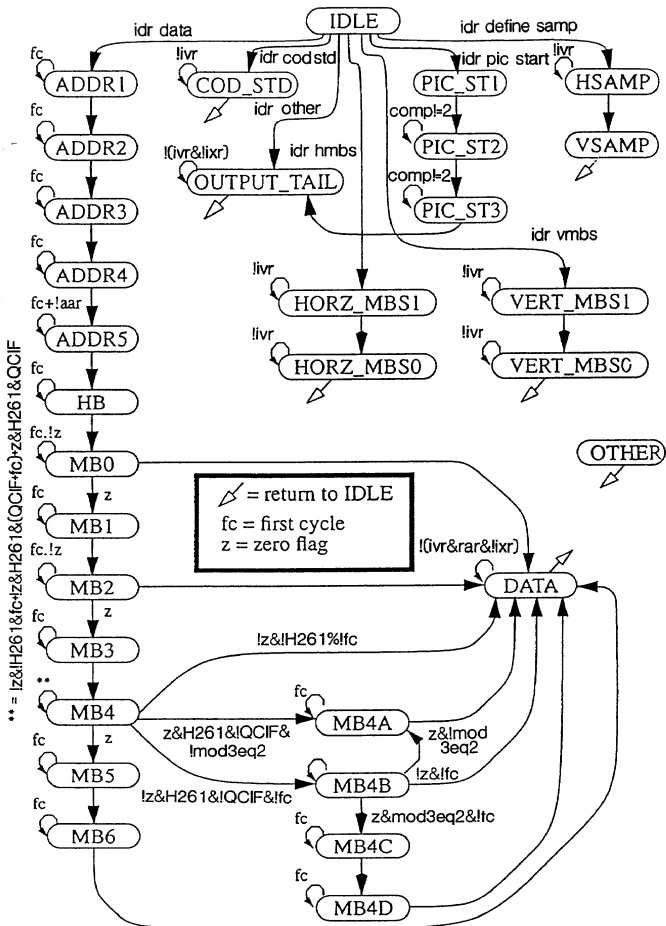 IDLE
idr data
idr define samp
fc
!ivr
idr codstd
idr pic start
!ivr
ADDR1
COD_STD
PIC_ST1
HSAMP
idr other
comp!=2
fc
ADDR2
PIC_ST2
VSAMP
!(ivr&!ixr)
idr hmbs
OUTPUT_TAIL
comp!=2
fc
ADDR3
PIC_ST3
idr vmbs
fc
ADDR4
!ivr
!ivr
HORZ_MBS1
VERT_MBS1
fc+!aar
ADDR5
!ivr
!ivr
HORZ_MBS0
VERT_MBS0
fc
HB
fc.!z
MB0
OTHER
= return to IDLE
fc = first cycle
z = zero flag
fc
z
MB1
fc.!z
MB2
!(ivr&rar&!ixr)
DATA
z
fc
MB3
!z&!H261%!fc
**
MB4
fc
MB4A
z&H261&!QCIF&
!mod3eq2
z&!mod
3eq2
z
fc
MB5
!z&H261&!QCIF&!fc
MB4B
!z&!fc
z&mod3eq2&!fc
fc
MB6
fc
MB4C
fc
MB4D
** = !z&!H261&fc+!z&H261&(QCIF+fc)+z&H261&QCIF